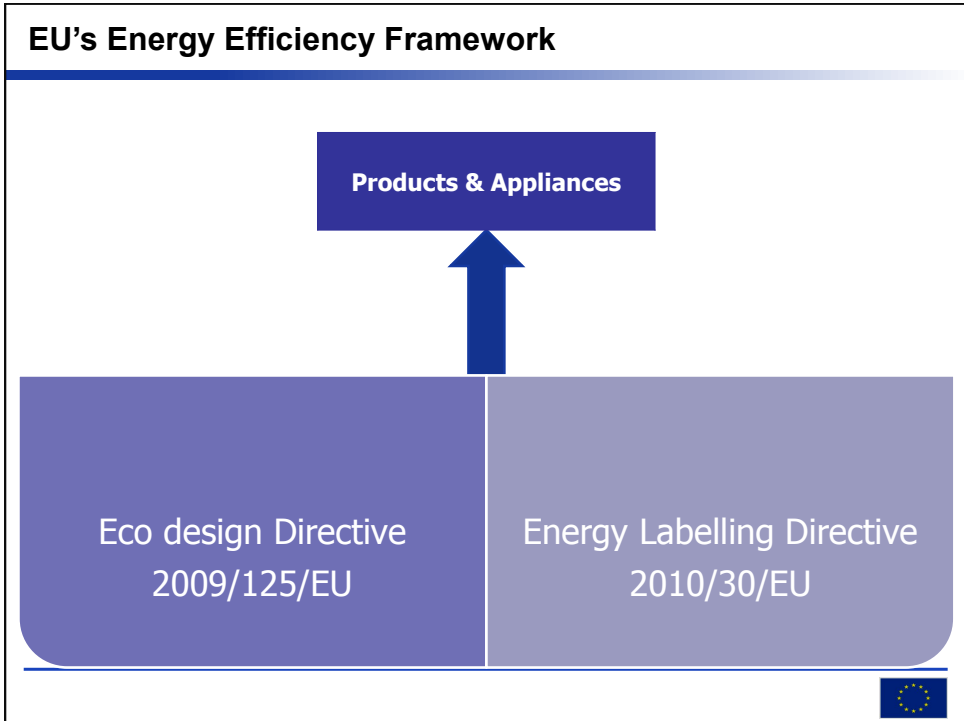 EU's Energy Efficiency Framework
Products & Appliances
Eco design Directive
2009/125/EU
Energy Labelling Directive
2010/30/EU